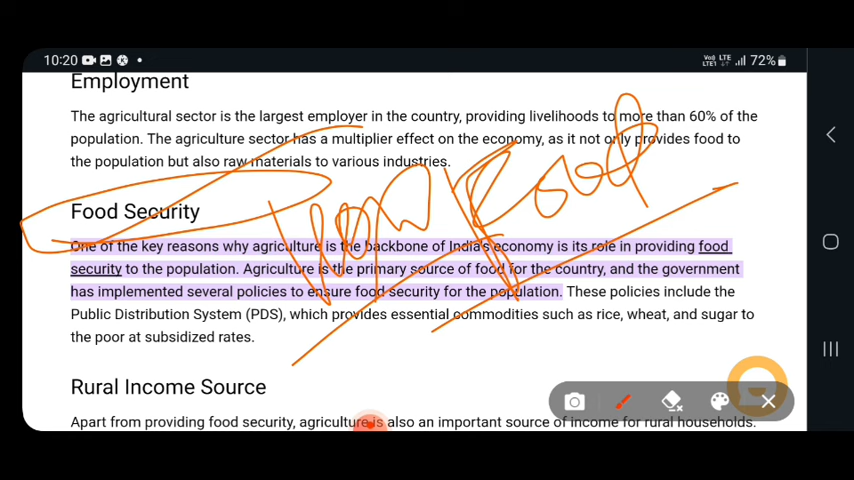 10:20 Vo) LTE LTE1 72%
Employment
The agricultural sector is the largest employer in the country, providing livelihoods to more than 60% of the
population. The agriculture sector has a multiplier effect on the economy, as it not only provides food to
the population but also raw materials to various industries.
Food
Food Security
One of the key reasons why agriculture is the backbone of India's economy is its role in providing food
security to the population. Agriculture is the primary source of food for the country, and the government
has implemented several policies to ensure food security for the population. These policies include the
Public Distribution System (PDS), which provides essential commodities such as rice, wheat, and sugar to
the poor at subsidized rates.
Rural Income Source
Apart from providing food security, agriculture is also an important source of income for rural households.